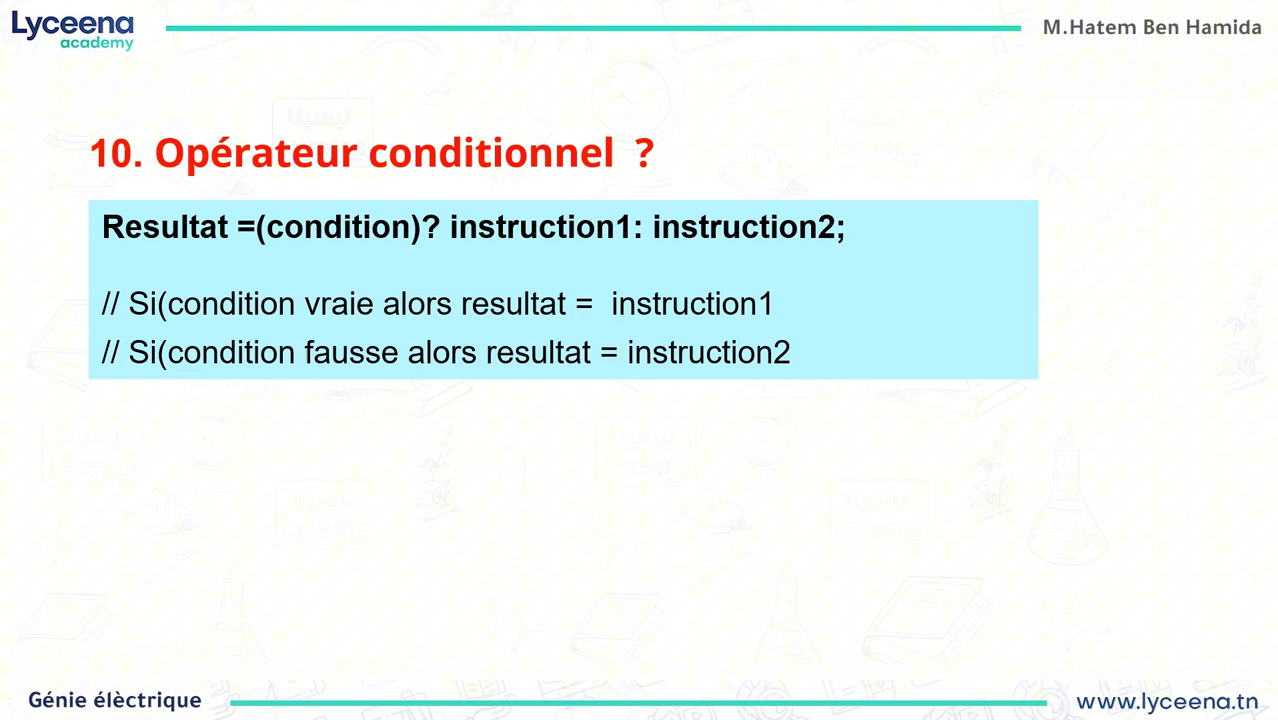 Lyceena
academy
M.Hatem Ben Hamida
10. Opérateur conditionnel ?
Resultat =(condition)? instruction1: instruction2;
// Si(condition vraie alors resultat = instruction1
// Si(condition fausse alors resultat = instruction2
Génie élèctrique
www.lyceena.tn